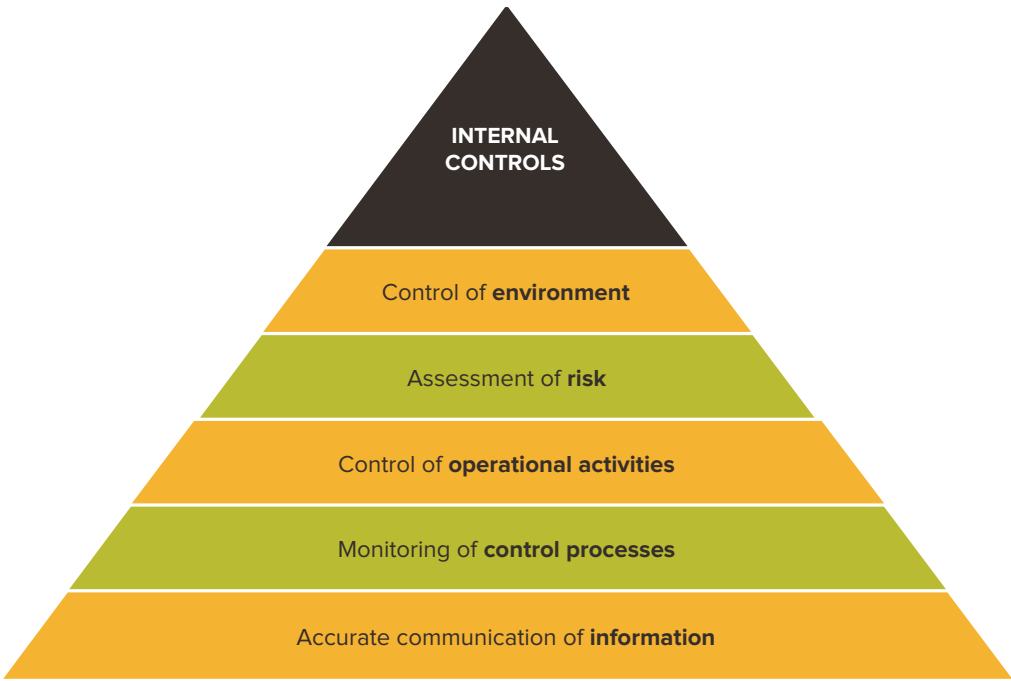 INTERNAL
CONTROLS
Control of environment
Assessment of risk
Control of operational activities
Monitoring of control processes
Accurate communication of information